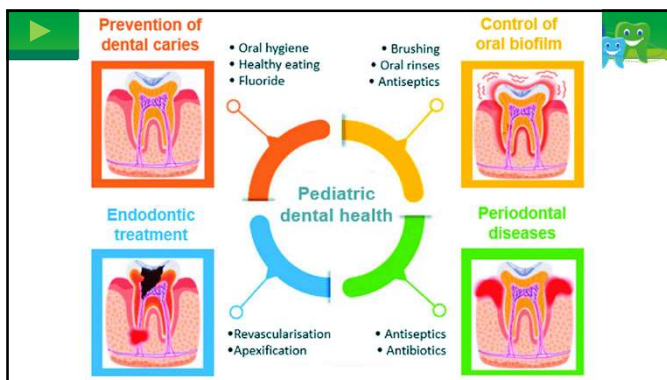 Prevention of
dental caries
• Oral hygiene
• Healthy eating
• Fluoride
• Brushing
• Oral rinses
• Antiseptics
Control of
oral biofilm
Pediatric
dental health
Endodontic
treatment
•Revascularisation
•Apexification
• Antiseptics
• Antibiotics
Periodontal
diseases